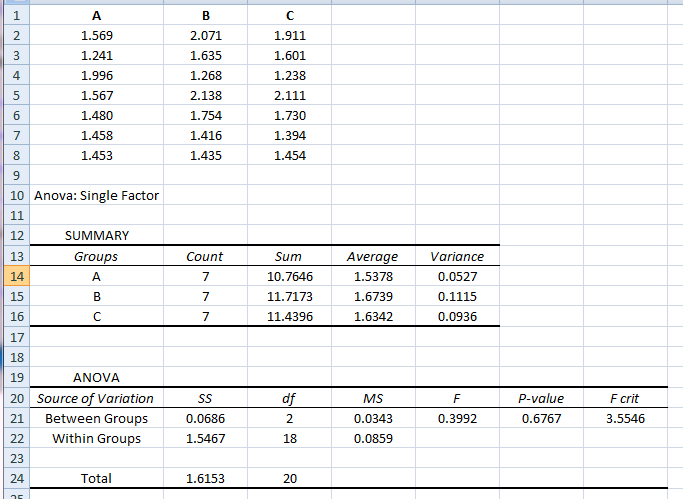 1 A B C
2 1.569 2.071 1.911
3 1.241 1.635 1.601
4 1.996 1.268 1.238
5 1.567 2.138 2.111
6 1.480 1.754 1.730
7 1.458 1.416 1.394
8 1.453 1.435 1.454
9
10 Anova: Single Factor
11
12 SUMMARY
13 Groups Count Sum Average Variance
14 A 7 10.7646 1.5378 0.0527
15 B 7 11.7173 1.6739 0.1115
16 C 7 11.4396 1.6342 0.0936
17
18
19 ANOVA
20 Source of Variation SS df MS F P-value F crit
21 Between Groups 0.0686 2 0.0343 0.3992 0.6767 3.5546
22 Within Groups 1.5467 18 0.0859
23
24 Total 1.6153 20
25